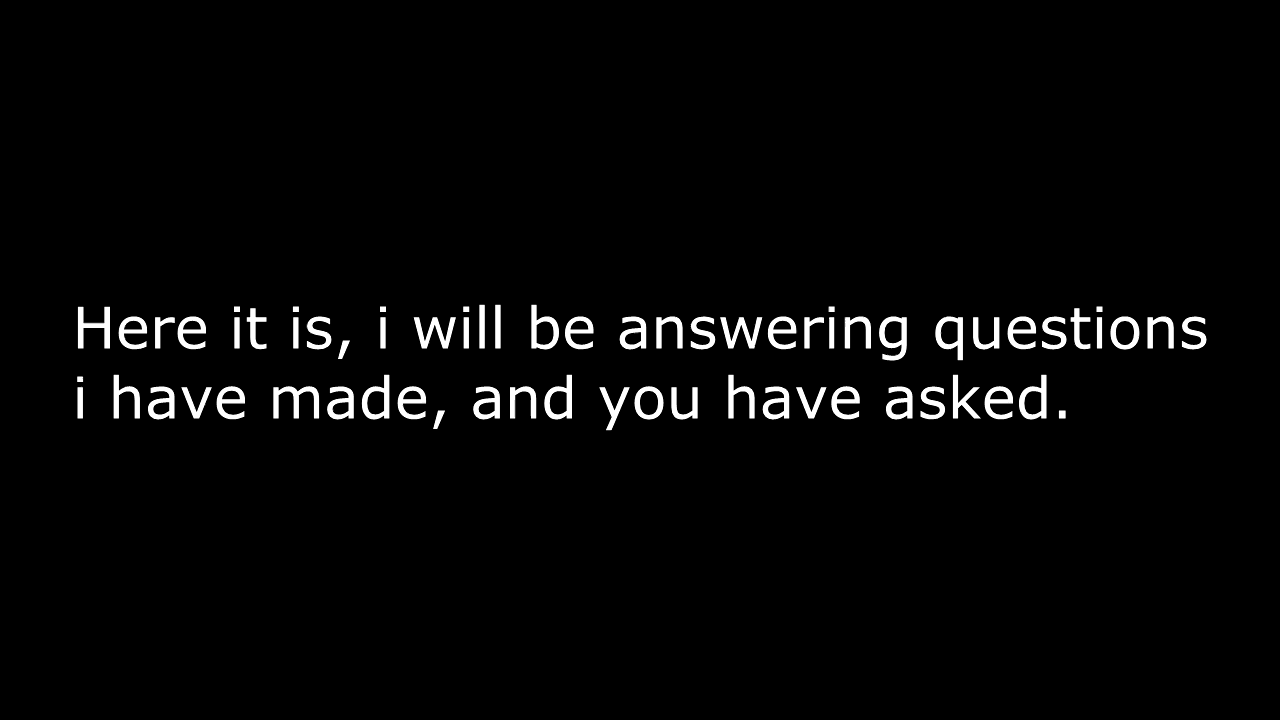 Here it is, i will be answering questions
i have made, and you have asked.